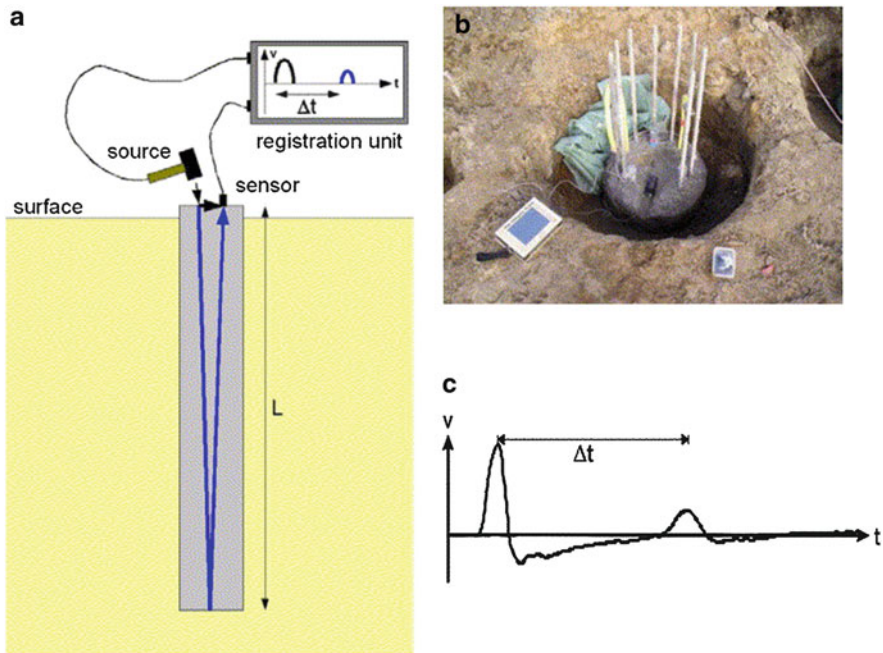 a
v
t
Δt
registration unit
source
sensor
surface
L
b
c
v
Δt
t